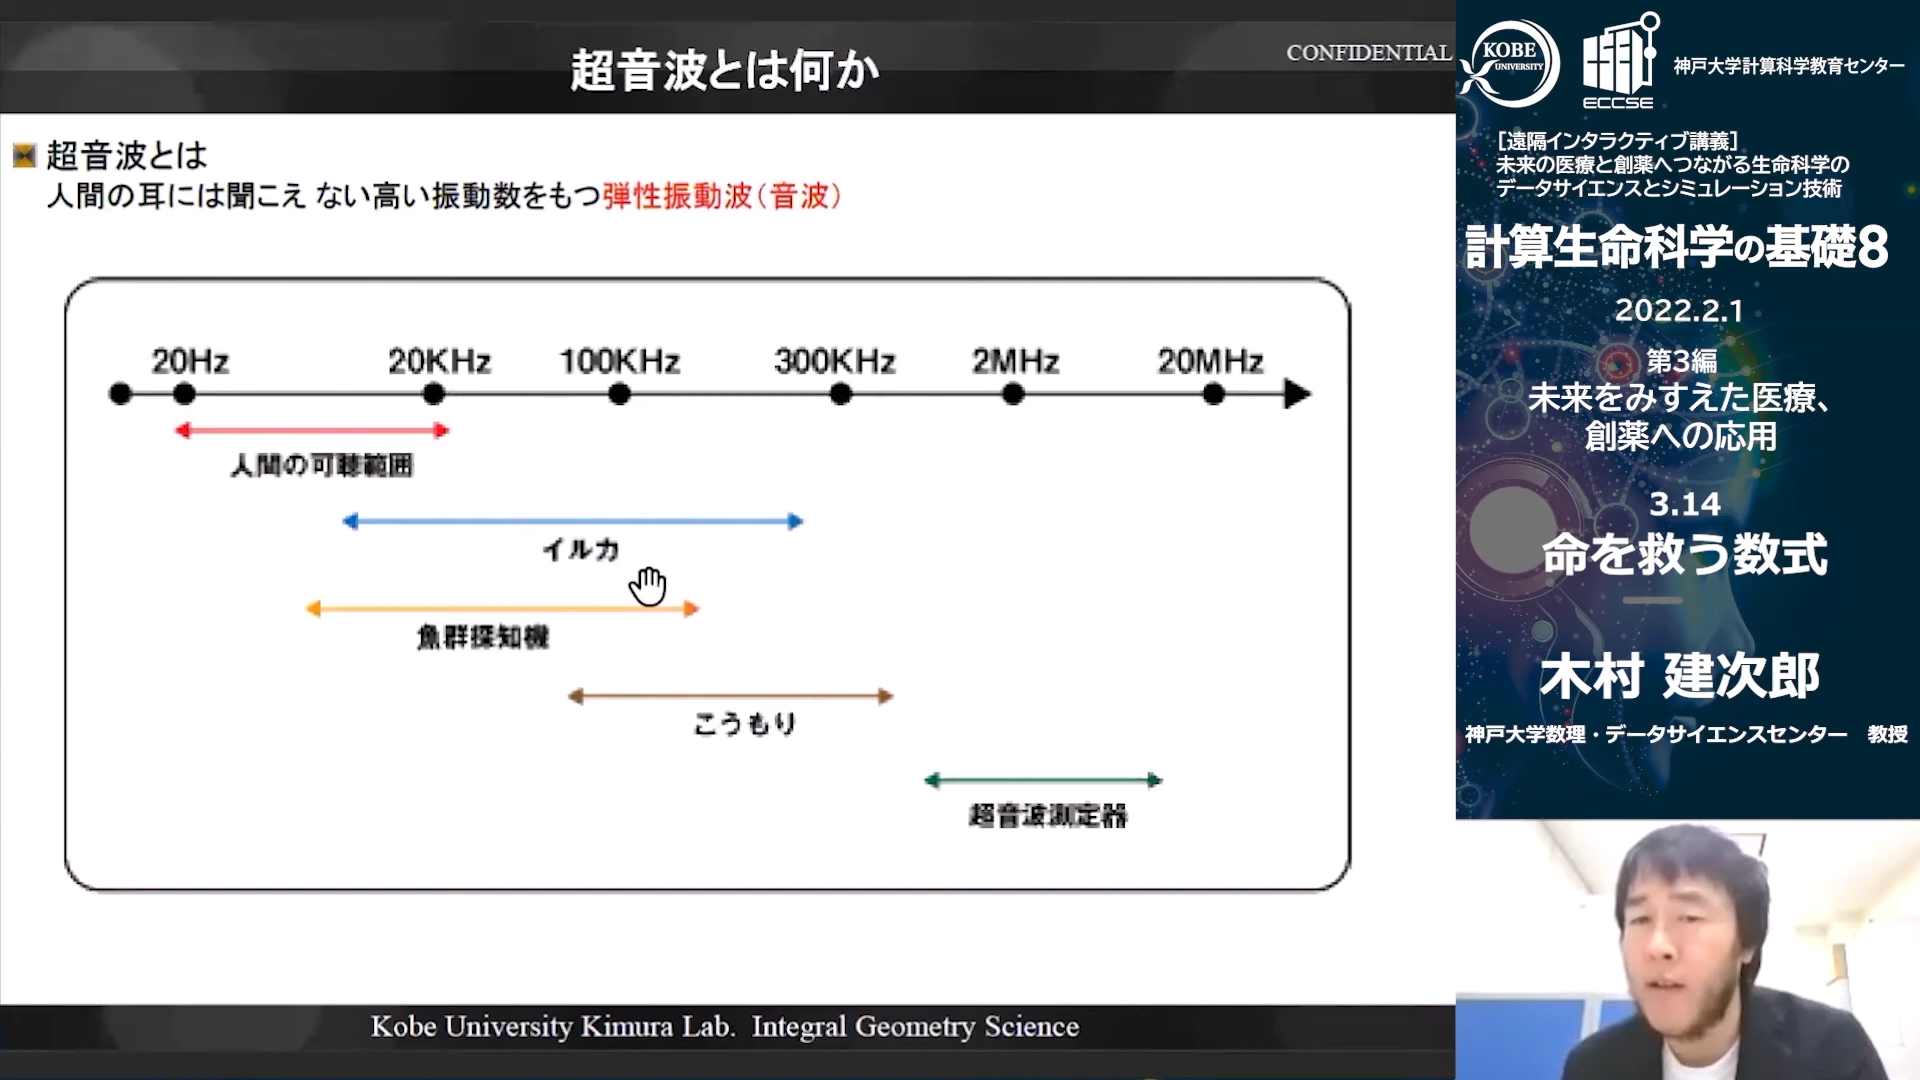 超音波とは何か
CONFIDENTIAL
超音波とは
人間の耳には聞こえ ない高い振動数をもつ弾性振動波（音波）
20Hz 20KHz 100KHz 300KHz 2MHz 20MHz
人間の可聴範囲
イルカ
魚群探知機
こうもり
超音波測定器
Kobe University Kimura Lab. Integral Geometry Science
KOBE
UNIVERSITY
ECCSE
神戸大学計算科学教育センター
［遠隔インタラクティブ講義］
未来の医療と創薬へつながる生命科学の
データサイエンスとシミュレーション技術
計算生命科学の基礎8
2022.2.1
第3編
未来をみすえた医療、
創薬への応用
3.14
命を救う数式
木村 建次郎
神戸大学数理・データサイエンスセンター 教授